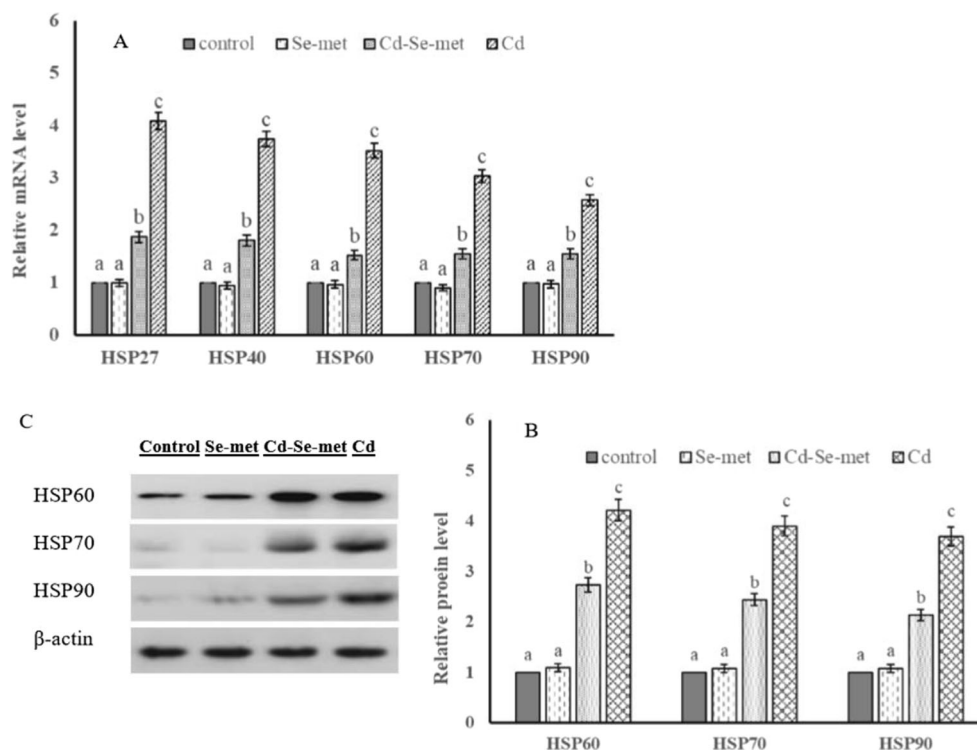 A
control Se-met Cd-Se-met Cd
Relative mRNA level
6
5
4
3
2
1
0
a a b c
a a b c
a a b c
a a b c
a a b c
HSP27 HSP40 HSP60 HSP70 HSP90
C
Control Se-met Cd-Se-met Cd
HSP60
HSP70
HSP90
β-actin
B
control Se-met Cd-Se-met Cd
Relative proein level
6
5
4
3
2
1
0
a a b c
a a b c
a a b c
HSP60 HSP70 HSP90